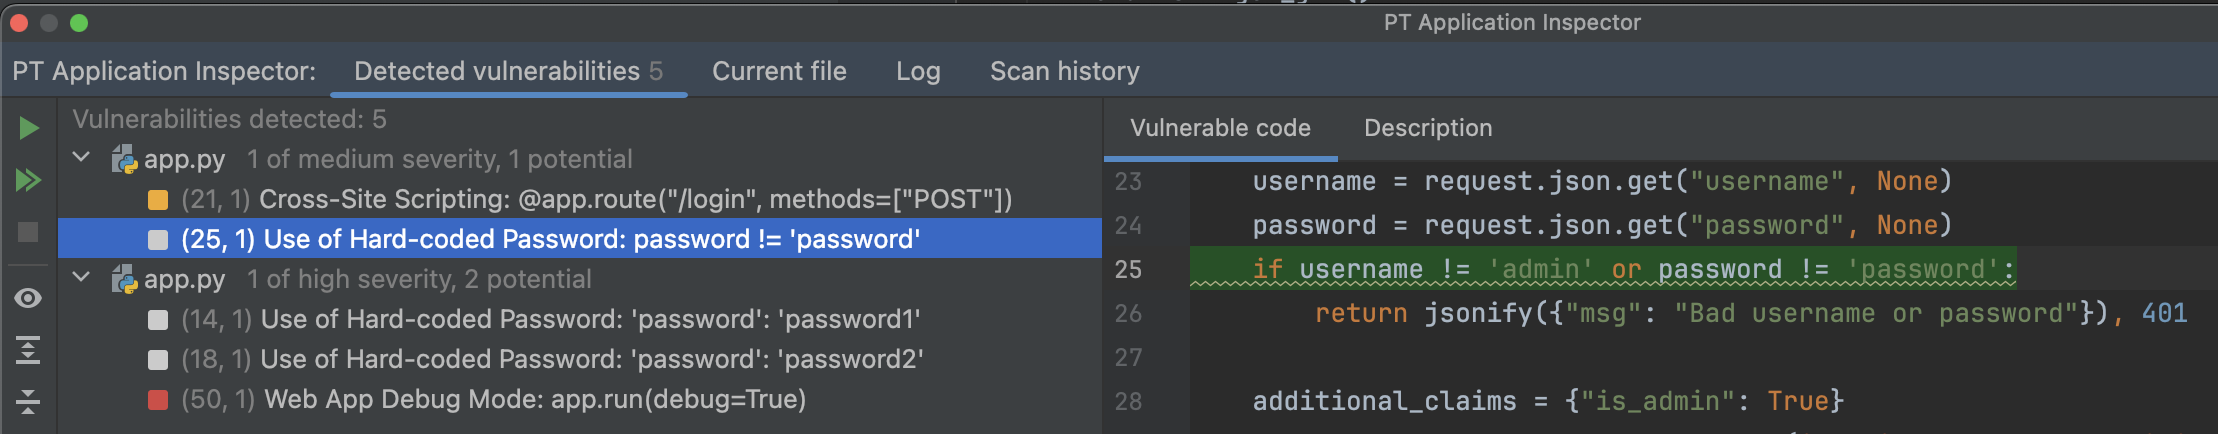 PT Application Inspector
PT Application Inspector: Detected vulnerabilities 5 Current file Log Scan history
Vulnerabilities detected: 5
app.py 1 of medium severity, 1 potential
(21, 1) Cross-Site Scripting: @app.route("/login", methods=["POST"])
(25, 1) Use of Hard-coded Password: password != 'password'
app.py 1 of high severity, 2 potential
(14, 1) Use of Hard-coded Password: 'password': 'password1'
(18, 1) Use of Hard-coded Password: 'password': 'password2'
(50, 1) Web App Debug Mode: app.run(debug=True)
Vulnerable code Description
23 username = request.json.get("username", None)
24 password = request.json.get("password", None)
25 if username != 'admin' or password != 'password':
26 return jsonify({"msg": "Bad username or password"}), 401
27
28 additional_claims = {"is_admin": True}